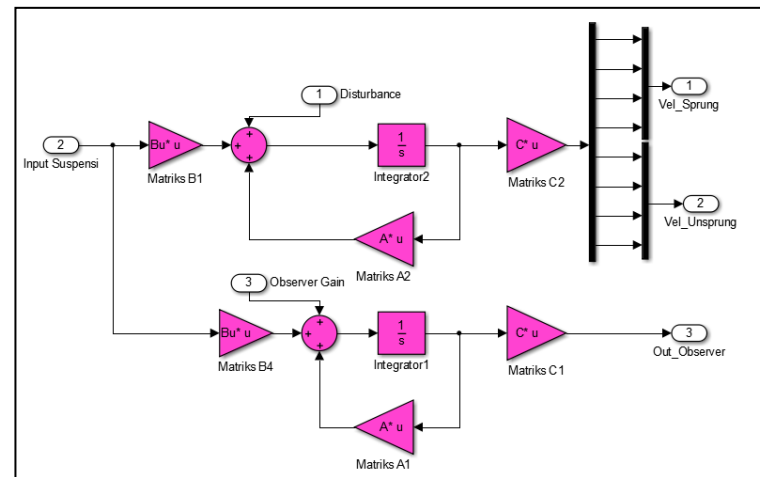 1
Disturbance
2
Input Suspensi
Bu* u
Matriks B1
+
+
+
1
s
Integrator2
C* u
Matriks C2
1
Vel_Sprung
2
Vel_Unsprung
A* u
Matriks A2
3
Observer Gain
Bu* u
Matriks B4
+
+
+
1
s
Integrator1
C* u
Matriks C1
3
Out_Observer
A* u
Matriks A1